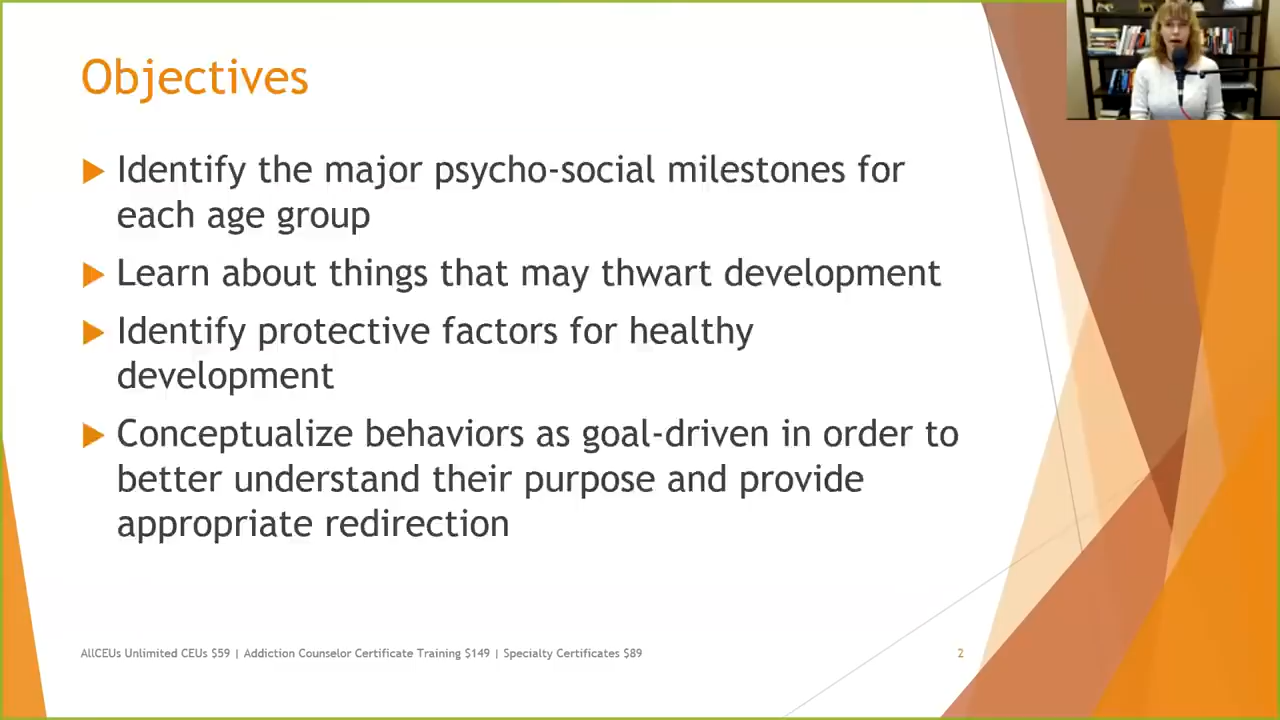 Objectives
Identify the major psycho-social milestones for
each age group
Learn about things that may thwart development
Identify protective factors for healthy
development
Conceptualize behaviors as goal-driven in order to
better understand their purpose and provide
appropriate redirection
AllCEUs Unlimited CEUs $59 | Addiction Counselor Certificate Training $149 | Specialty Certificates $89
2